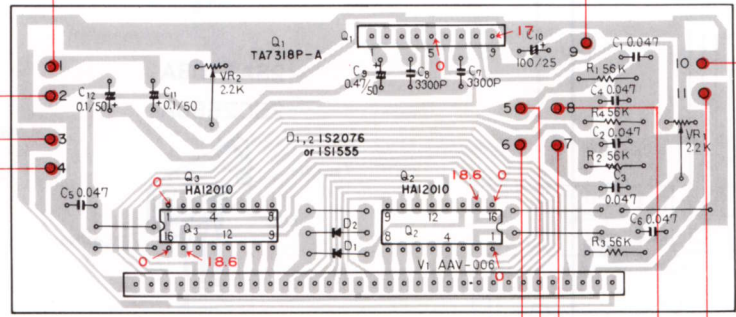 Q1
TA7318P-A
Q1
1
5
9
17
0
C10
100/25
9
C1 0.047
10
1
2
3
4
C12
0.1/50
C11
0.1/50
VR2
2.2K
C9
0.47/50
C8
3300P
C7
3300P
R1 56K
C4 0.047
R4 56K
C2 0.047
R2 56K
C3
0.047
11
VR1
2.2K
5
8
6
7
D1,2 IS2076
or IS1555
C5 0.047
Q3
HA12010
0
1
4
8
Q3
16
12
9
0
18.6
D2
D1
Q2
HA12010
18.6
0
9
12
16
Q2
8
4
1
0
C6 0.047
R3 56K
V1 AAV-006